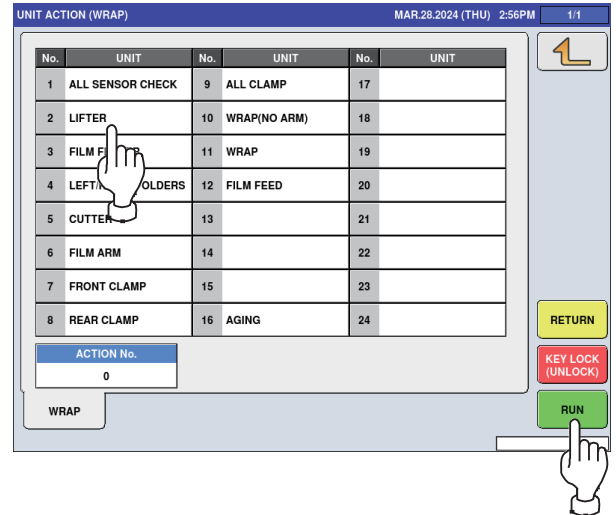 UNIT ACTION (WRAP) MAR.28.2024 (THU) 2:56PM 1/1
No. UNIT No. UNIT No. UNIT
1 ALL SENSOR CHECK 9 ALL CLAMP 17
2 LIFTER 10 WRAP(NO ARM) 18
3 FILM 11 WRAP 19
4 OLDERS 12 FILM FEED 20
5 CUTTER 13 21
6 FILM ARM 14 22
7 FRONT CLAMP 15 23
8 REAR CLAMP 16 AGING 24
RETURN
ACTION No.
0
KEY LOCK
(UNLOCK)
WRAP
RUN